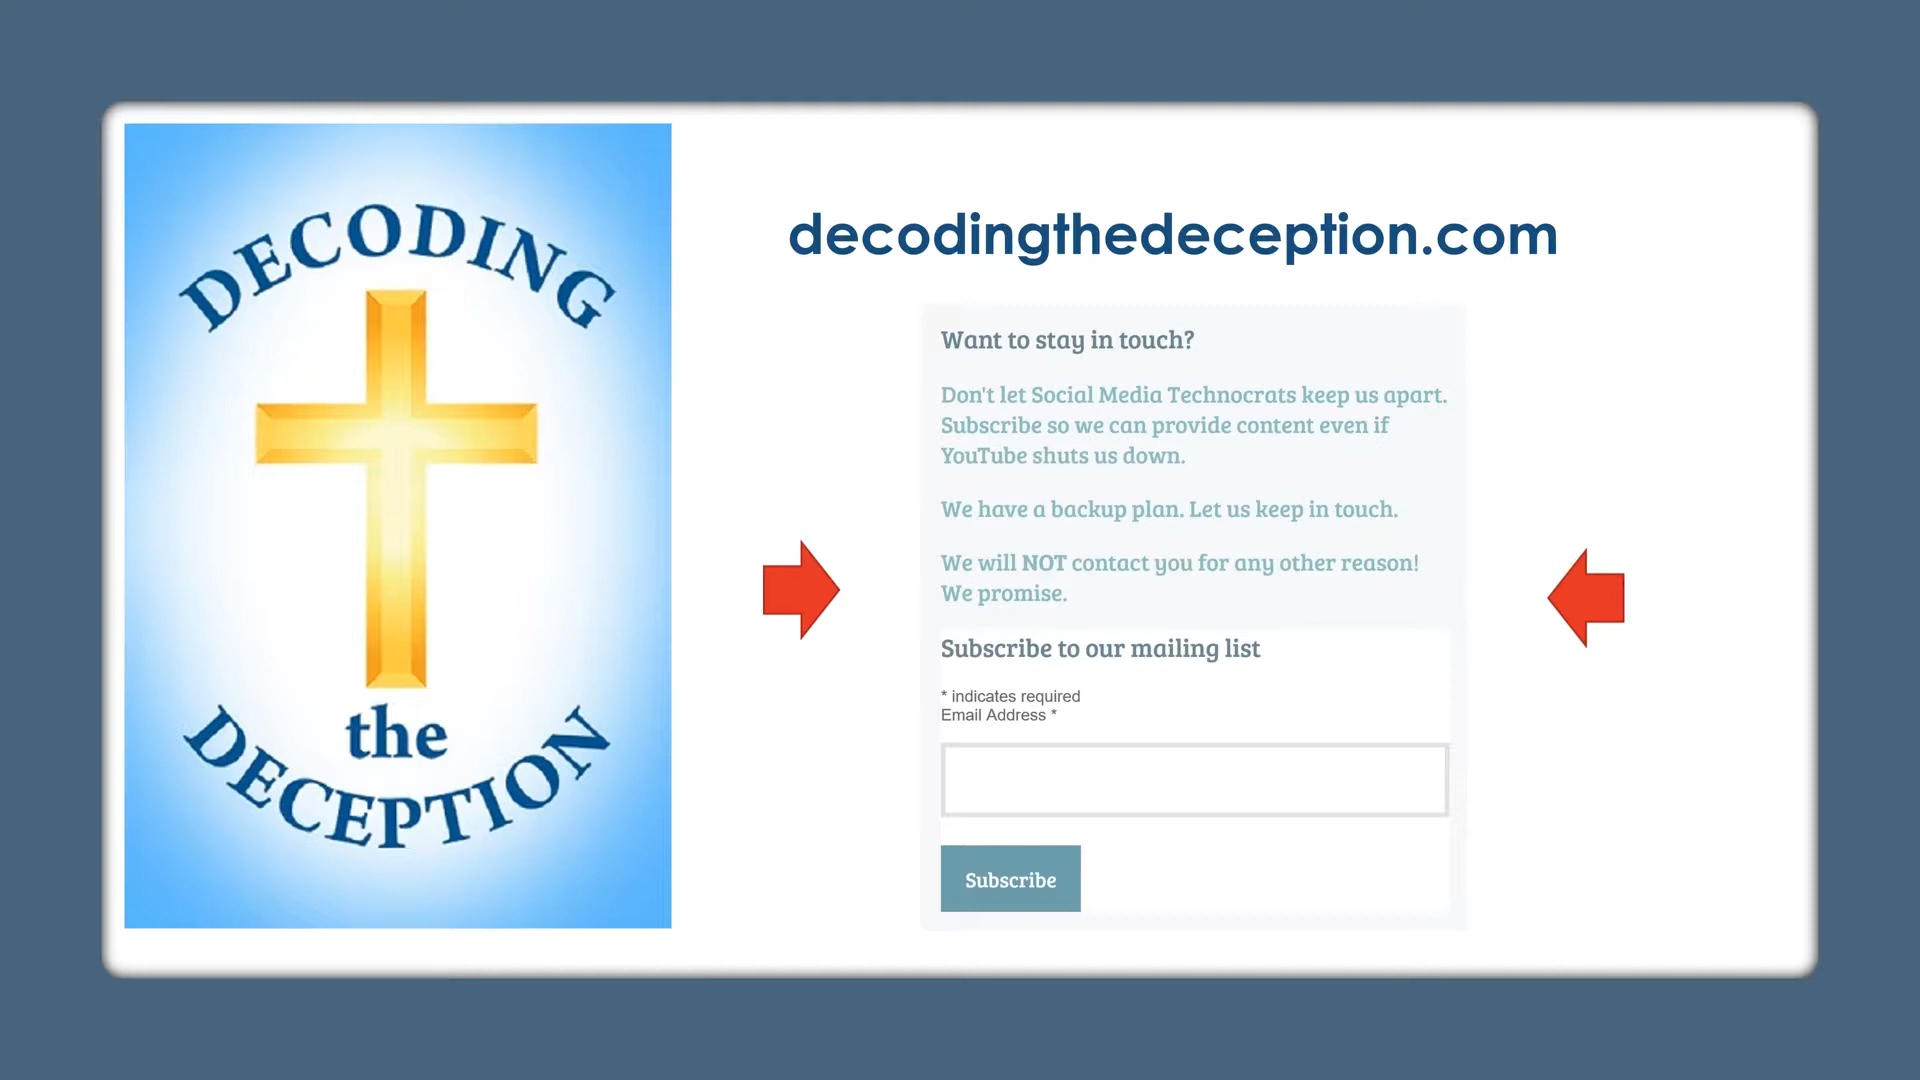 DECODING
the
DECEPTION
decodingthedeception.com
Want to stay in touch?
Don't let Social Media Technocrats keep us apart.
Subscribe so we can provide content even if
YouTube shuts us down.
We have a backup plan. Let us keep in touch.
We will NOT contact you for any other reason!
We promise.
Subscribe to our mailing list
* indicates required
Email Address *
Subscribe